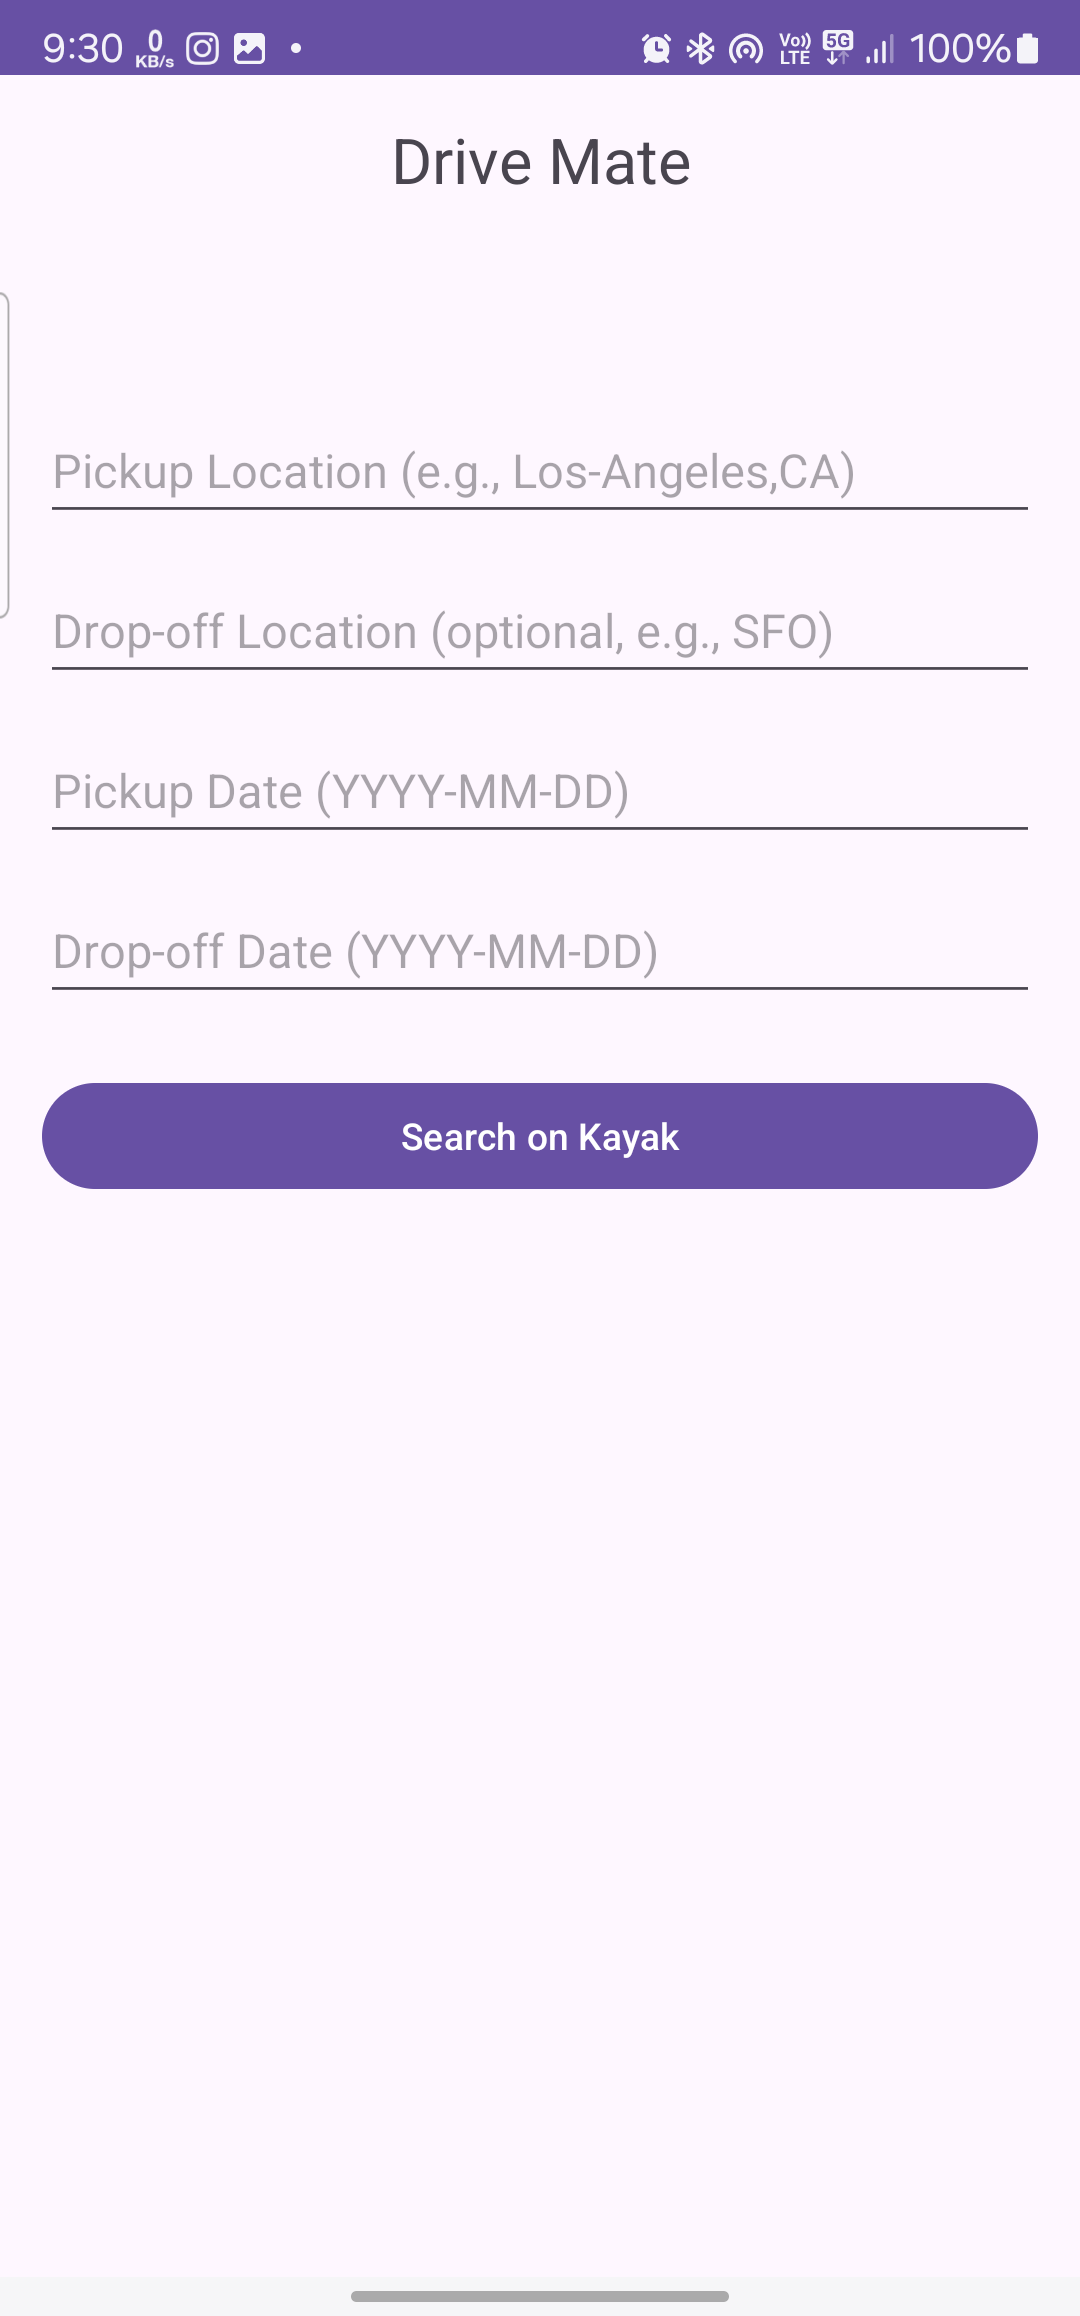 9:30 0 KB/s Vo)) LTE 5G 100%
Drive Mate
Pickup Location (e.g., Los-Angeles,CA)
Drop-off Location (optional, e.g., SFO)
Pickup Date (YYYY-MM-DD)
Drop-off Date (YYYY-MM-DD)
Search on Kayak